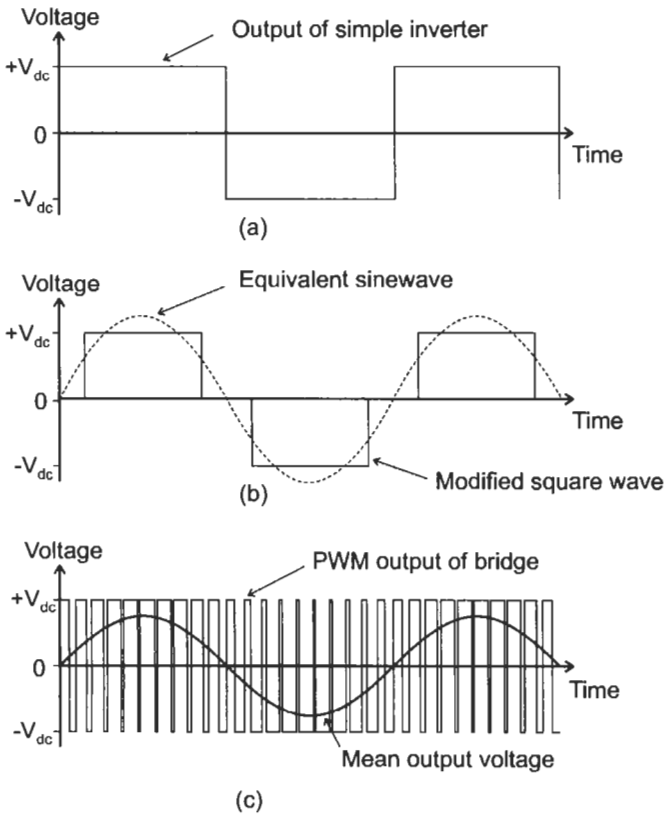 Voltage
Output of simple inverter
+Vdc
0
Time
-Vdc
(a)
Voltage
Equivalent sinewave
+Vdc
0
Time
-Vdc
Modified square wave
(b)
Voltage
PWM output of bridge
+Vdc
0
Time
-Vdc
Mean output voltage
(c)